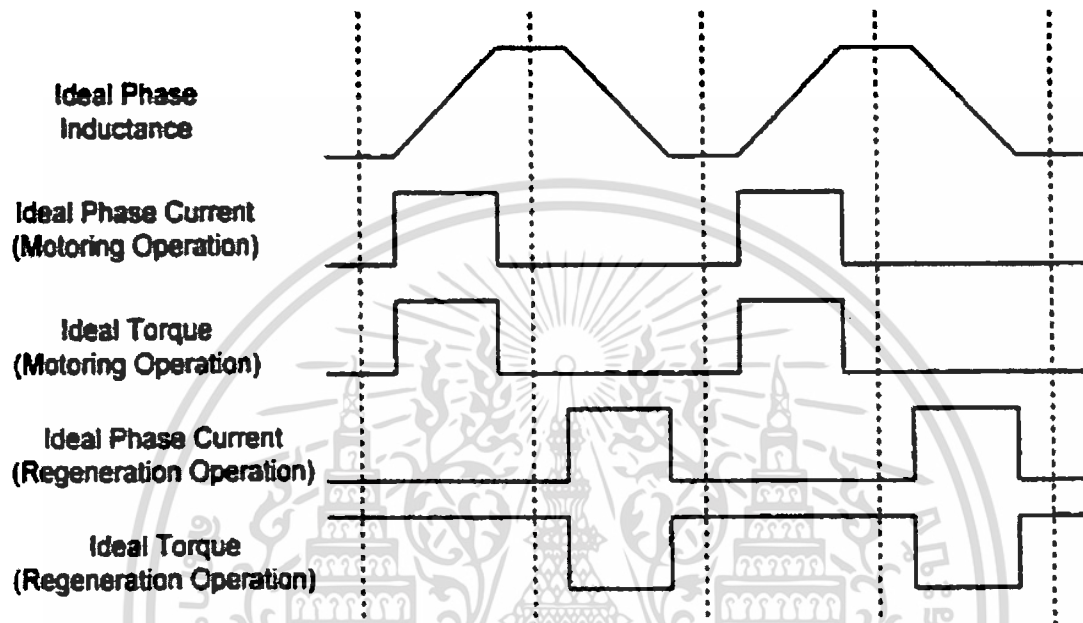 Ideal Phase
Inductance
Ideal Phase Current
(Motoring Operation)
Ideal Torque
(Motoring Operation)
Ideal Phase Current
(Regeneration Operation)
Ideal Torque
(Regeneration Operation)